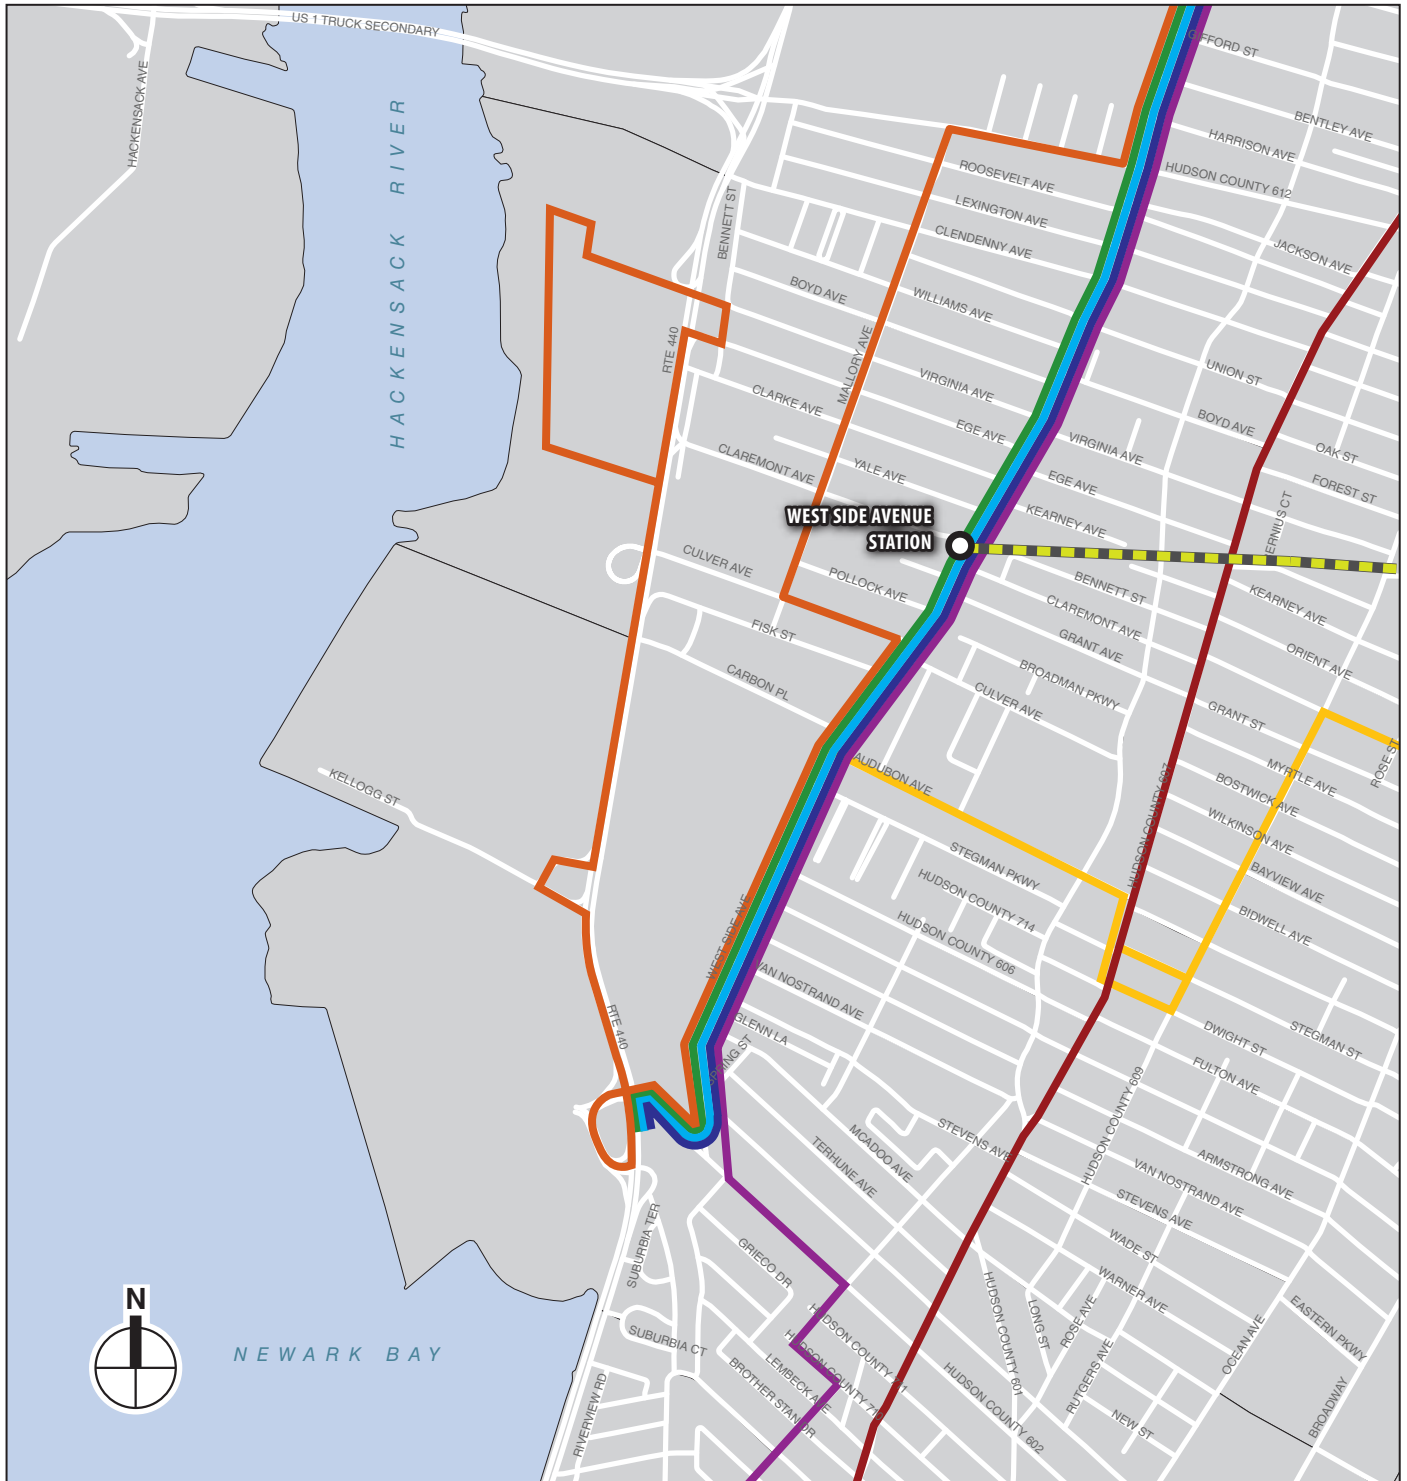 US 1 TRUCK SECONDARY
GIFFORD ST
HACKENSACK AVE
HACKENSACK RIVER
BENTLEY AVE
HARRISON AVE
HUDSON COUNTY 612
ROOSEVELT AVE
LEXINGTON AVE
CLENDENNY AVE
BENNETT ST
JACKSON AVE
BOYD AVE
WILLIAMS AVE
RTE 440
MALLORY AVE
UNION ST
VIRGINIA AVE
CLARKE AVE
BOYD AVE
EGE AVE
VIRGINIA AVE
OAK ST
CLAREMONT AVE
YALE AVE
EGE AVE
FOREST ST
WEST SIDE AVENUE
STATION
KEARNEY AVE
ERNIUS CT
CULVER AVE
POLLOCK AVE
BENNETT ST
KEARNEY AVE
CLAREMONT AVE
FISK ST
GRANT AVE
ORIENT AVE
CARBON PL
BROADMAN PKWY
CULVER AVE
GRANT ST
KELLOGG ST
AUDUBON AVE
MYRTLE AVE
ROSE ST
BOSTWICK AVE
HUDSON COUNTY 607
WILKINSON AVE
STEGMAN PKWY
BAYVIEW AVE
HUDSON COUNTY 714
BIDWELL AVE
HUDSON COUNTY 606
WEST SIDE AVE
VAN NOSTRAND AVE
RTE 440
GLENN LA
SPRING ST
DWIGHT ST
STEGMAN ST
FULTON AVE
HUDSON COUNTY 609
MCADOO AVE
STEVENS AVE
TERHUNE AVE
ARMSTRONG AVE
VAN NOSTRAND AVE
STEVENS AVE
SUBURBIA TER
GRIECO DR
WADE ST
WARNER AVE
HUDSON COUNTY 601
LONG ST
ROSE AVE
EASTERN PKWY
N
NEWARK BAY
SUBURBIA CT
HUDSON COUNTY 711
HUDSON COUNTY 710
LEMBECK AVE
BROTHER STAN DR
HUDSON COUNTY 602
RUTGERS AVE
OCEAN AVE
NEW ST
BROADWAY
RIVERVIEW RD